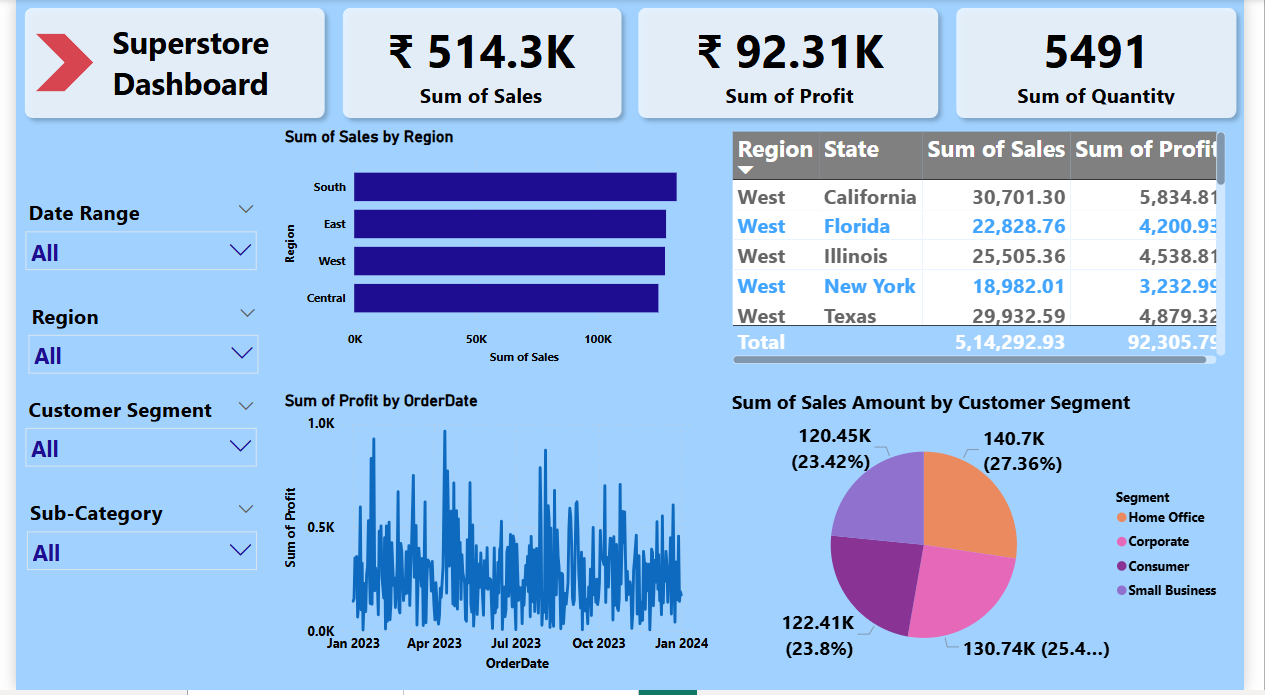 Superstore
Dashboard
₹ 514.3K
Sum of Sales
₹ 92.31K
Sum of Profit
5491
Sum of Quantity
Date Range
All
Region
All
Customer Segment
All
Sub-Category
All
Sum of Sales by Region
Region
South
East
West
Central
0K 50K 100K
Sum of Sales
Region State Sum of Sales Sum of Profit
West California 30,701.30 5,834.81
West Florida 22,828.76 4,200.93
West Illinois 25,505.36 4,538.81
West New York 18,982.01 3,232.99
West Texas 29,932.59 4,879.32
Total 5,14,292.93 92,305.79
Sum of Profit by OrderDate
Sum of Profit
1.0K
0.5K
0.0K
Jan 2023 Apr 2023 Jul 2023 Oct 2023 Jan 2024
OrderDate
Sum of Sales Amount by Customer Segment
120.45K
(23.42%)
140.7K
(27.36%)
122.41K
(23.8%)
130.74K (25.4...)
Segment
Home Office
Corporate
Consumer
Small Business